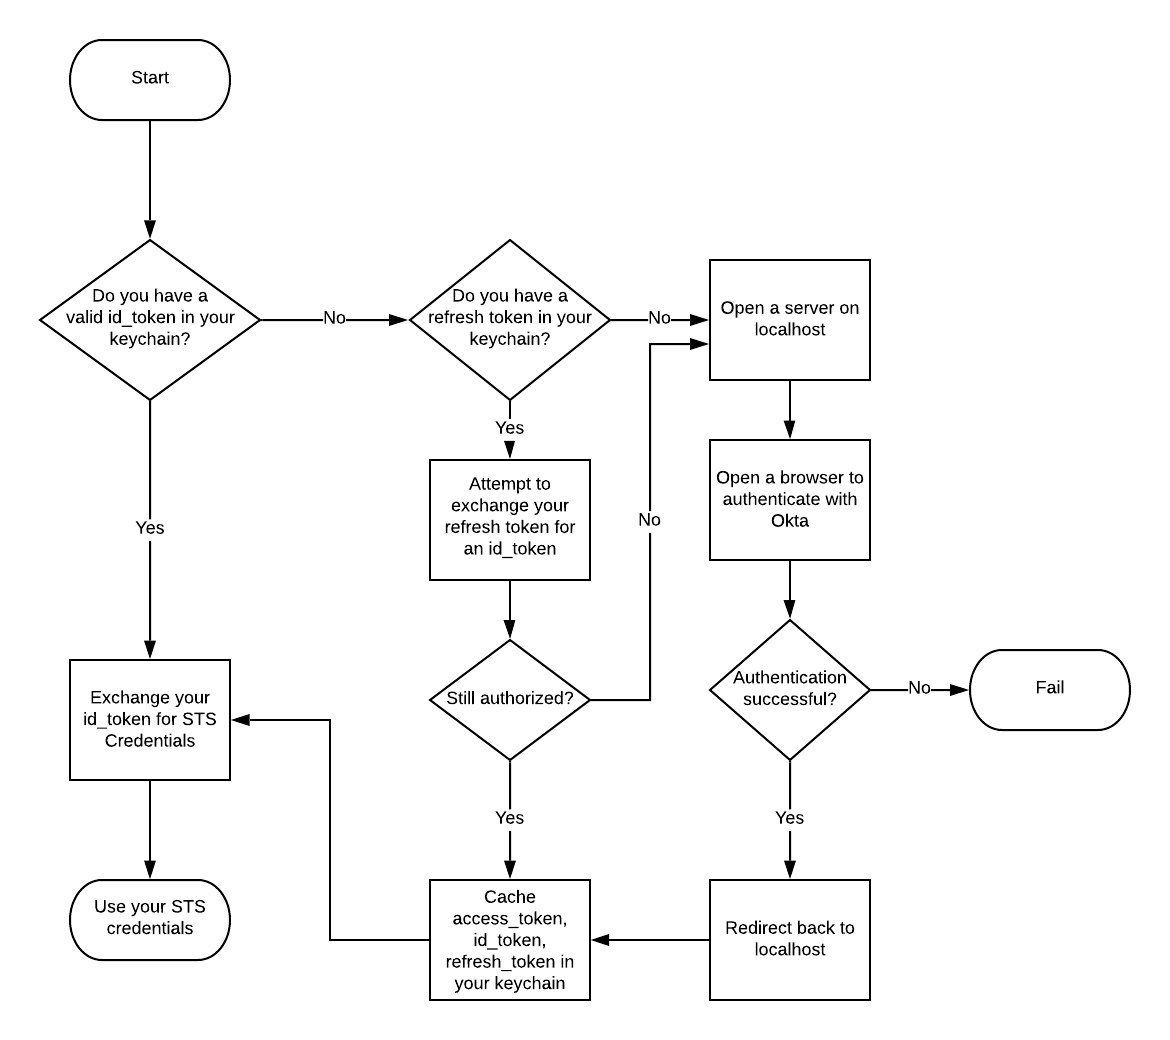 Start
Do you have a
valid id_token in your
keychain?
No
Do you have a
refresh token in your
keychain?
No
Open a server on
localhost
Yes
Attempt to
exchange your
refresh token for
an id_token
No
Open a browser to
authenticate with
Okta
Yes
Exchange your
id_token for STS
Credentials
Still authorized?
Authentication
successful?
No
Fail
Yes
Yes
Use your STS
credentials
Cache
access_token,
id_token,
refresh_token in
your keychain
Redirect back to
localhost